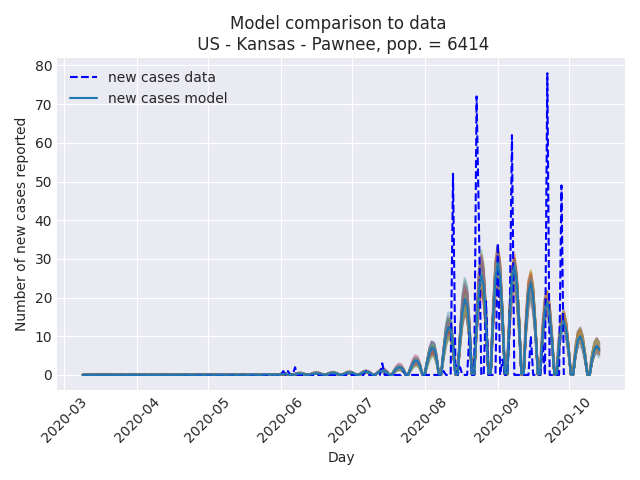 Model comparison to data
US - Kansas - Pawnee, pop. = 6414
new cases data
new cases model
Number of new cases reported
80
70
60
50
40
30
20
10
0
2020-03
2020-04
2020-05
2020-06
2020-07
2020-08
2020-09
2020-10
Day